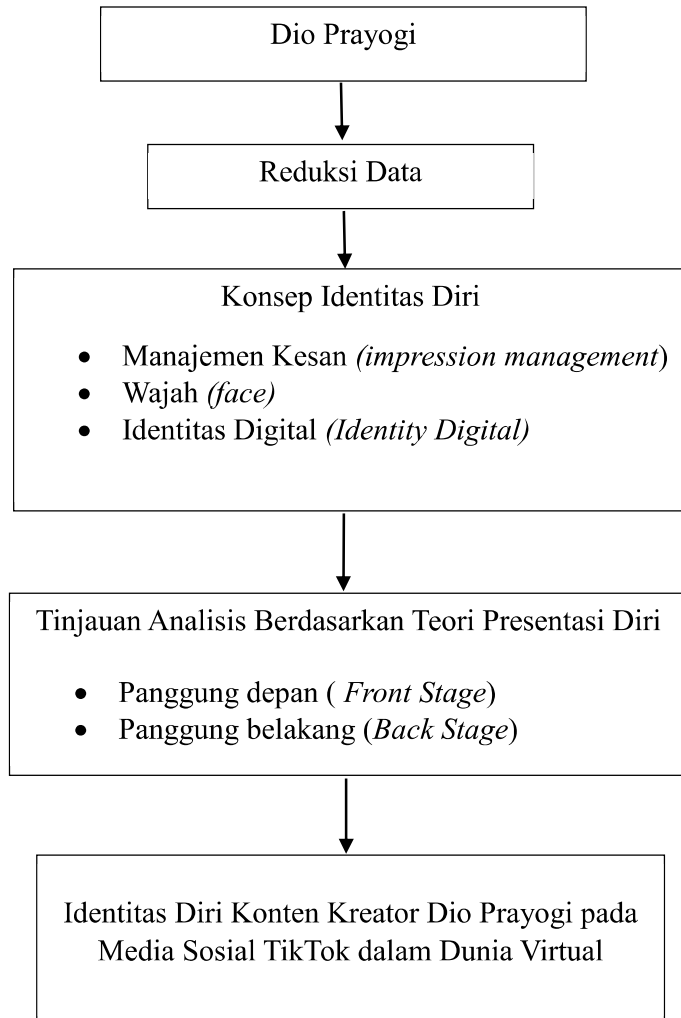 Dio Prayogi
Reduksi Data
Konsep Identitas Diri
• Manajemen Kesan (impression management)
• Wajah (face)
• Identitas Digital (Identity Digital)
Tinjauan Analisis Berdasarkan Teori Presentasi Diri
• Panggung depan ( Front Stage)
• Panggung belakang (Back Stage)
Identitas Diri Konten Kreator Dio Prayogi pada
Media Sosial TikTok dalam Dunia Virtual